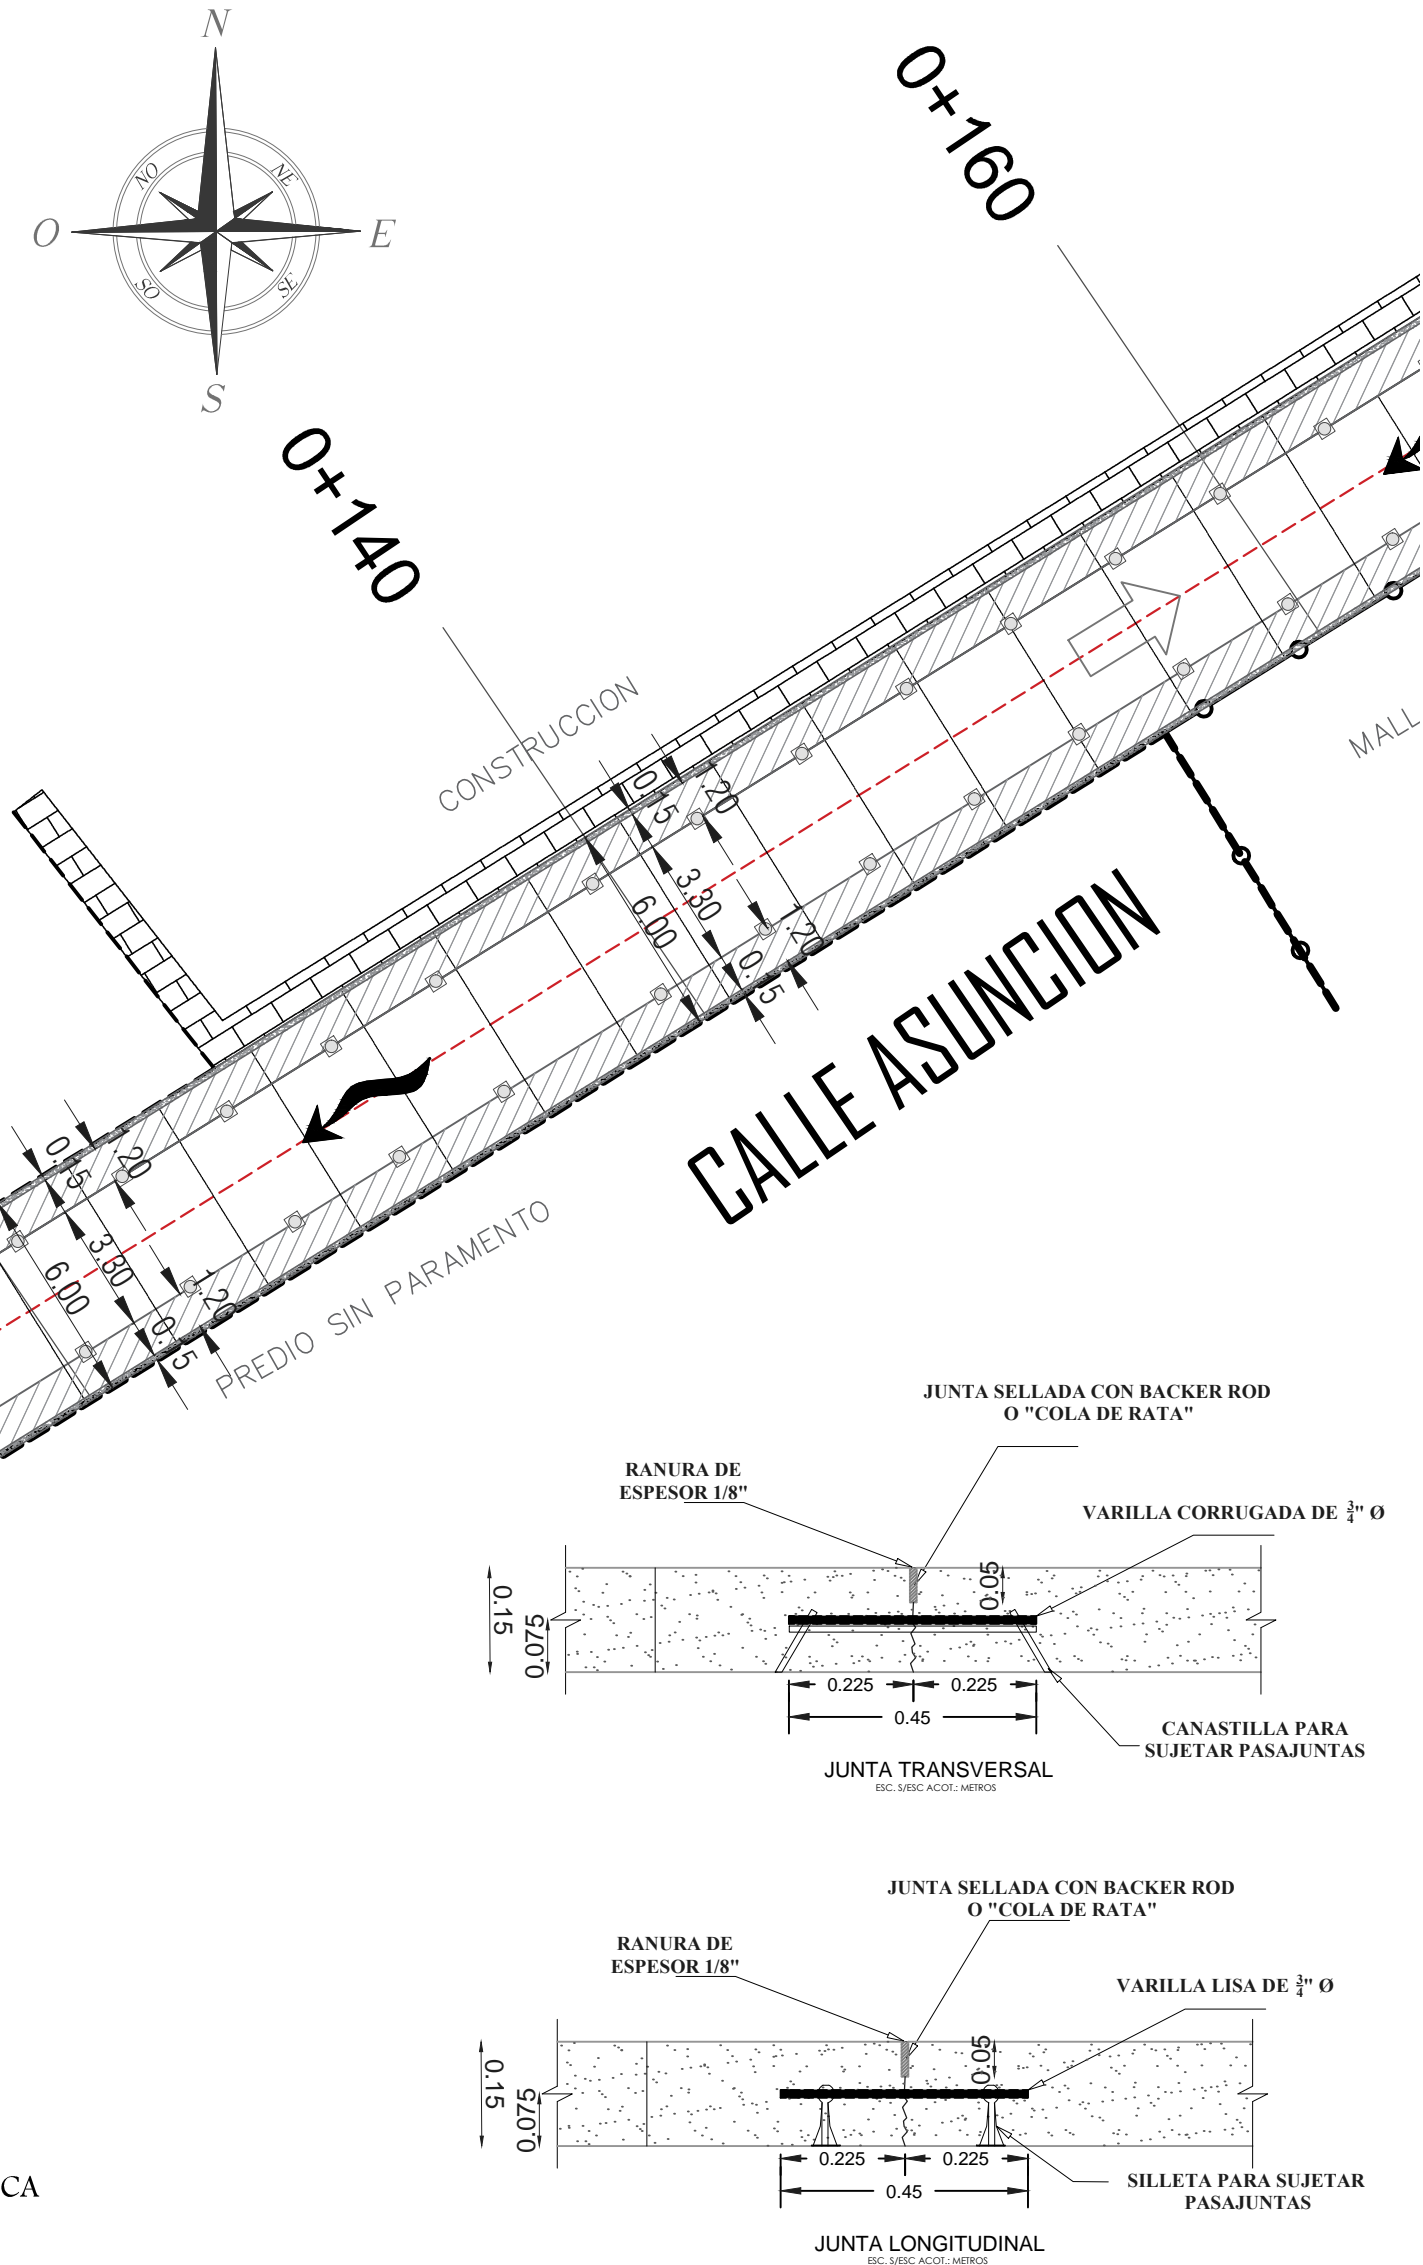 N
NO
NE
O
E
SO
SE
S
0+160
0+140
CONSTRUCCION
MALL
0.15
1.20
3.30
6.00
1.20
0.15
CALLE ASUNCION
0.15
1.20
3.30
6.00
1.20
0.15
PREDIO SIN PARAMENTO
JUNTA SELLADA CON BACKER ROD
O "COLA DE RATA"
RANURA DE
ESPESOR 1/8"
VARILLA CORRUGADA DE 3/4" Ø
0.05
0.15
0.075
0.225
0.225
0.45
CANASTILLA PARA
SUJETAR PASAJUNTAS
JUNTA TRANSVERSAL
ESC. S/ESC ACOT.: METROS
JUNTA SELLADA CON BACKER ROD
O "COLA DE RATA"
RANURA DE
ESPESOR 1/8"
VARILLA LISA DE 3/4" Ø
0.05
0.15
0.075
0.225
0.225
0.45
SILLETA PARA SUJETAR
PASAJUNTAS
CA
JUNTA LONGITUDINAL
ESC. S/ESC ACOT.: METROS